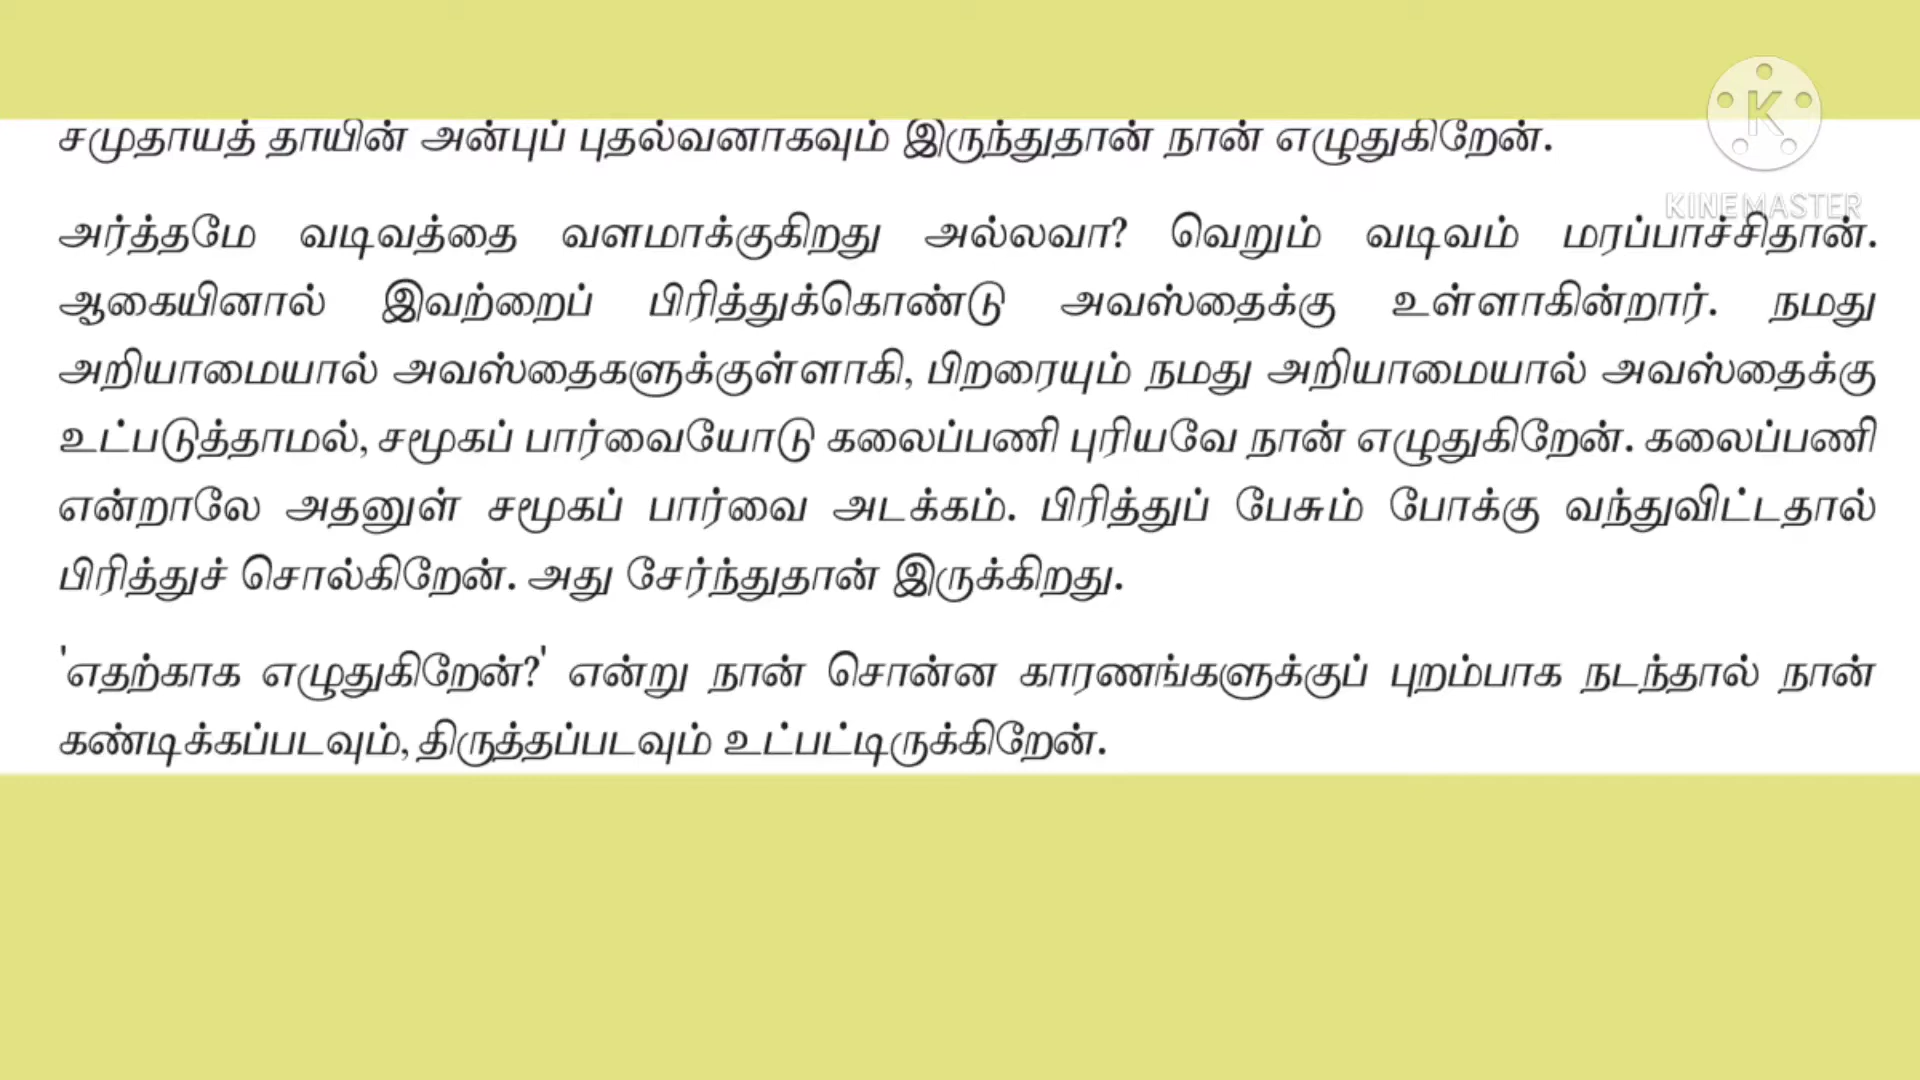 சமுதாயத் தாயின் அன்புப் புதல்வனாகவும் இருந்துதான் நான் எழுதுகிறேன்.
KINEMASTER
அர்த்தமே வடிவத்தை வளமாக்குகிறது அல்லவா? வெறும் வடிவம் மரப்பாச்சிதான்.
ஆகையினால் இவற்றைப் பிரித்துக்கொண்டு அவஸ்தைக்கு உள்ளாகின்றார். நமது
அறியாமையால் அவஸ்தைகளுக்குள்ளாகி, பிறரையும் நமது அறியாமையால் அவஸ்தைக்கு
உட்படுத்தாமல், சமூகப் பார்வையோடு கலைப்பணி புரியவே நான் எழுதுகிறேன். கலைப்பணி
என்றாலே அதனுள் சமூகப் பார்வை அடக்கம். பிரித்துப் பேசும் போக்கு வந்துவிட்டதால்
பிரித்துச் சொல்கிறேன். அது சேர்ந்துதான் இருக்கிறது.
'எதற்காக எழுதுகிறேன்?' என்று நான் சொன்ன காரணங்களுக்குப் புறம்பாக நடந்தால் நான்
கண்டிக்கப்படவும், திருத்தப்படவும் உட்பட்டிருக்கிறேன்.